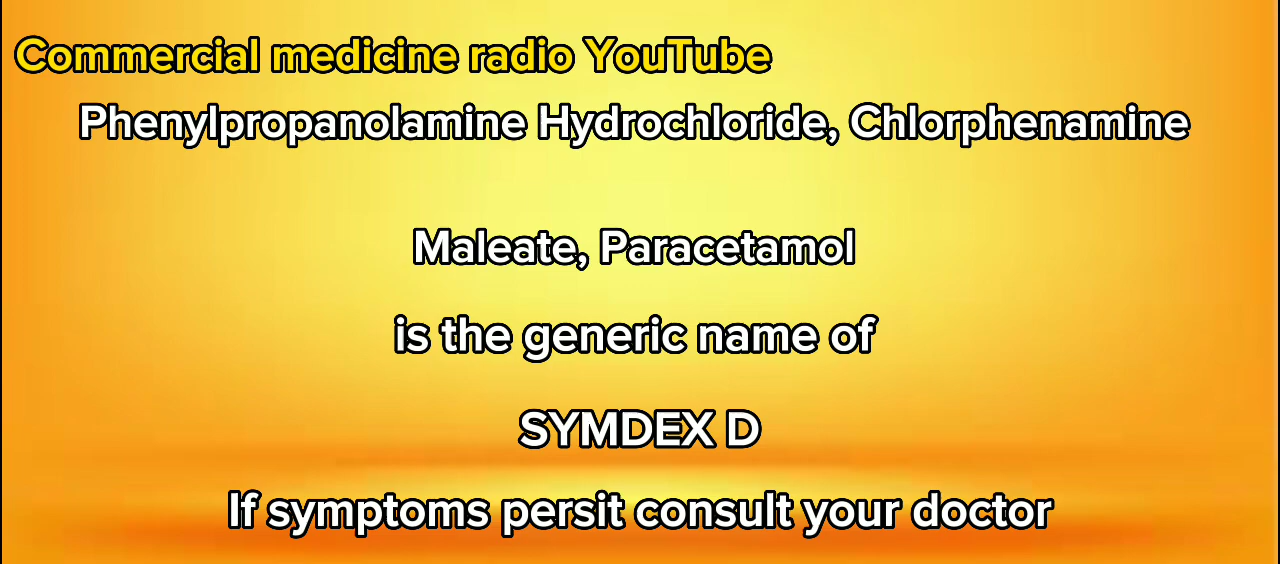 Commercial medicine radio YouTube
Phenylpropanolamine Hydrochloride, Chlorphenamine
Maleate, Paracetamol
is the generic name of
SYMDEX D
If symptoms persit consult your doctor